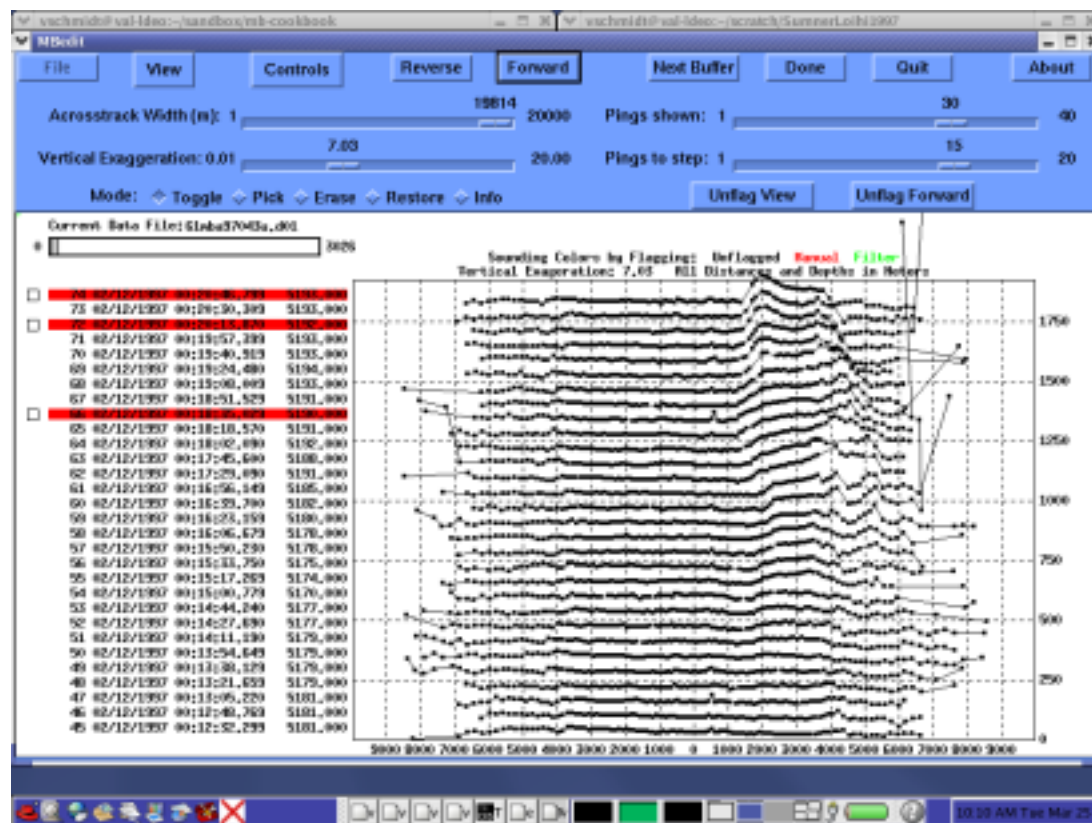 vschmidt@val-ldeo:~/sandbox/mb-cookbook
vschmidt@val-ldeo:~/scratch/SumnerLoihi1997
MBedit
File View Controls Reverse Forward Next Buffer Done Quit About
19814 30
Acrosstrack Width (m): 1 20000 Pings shown: 1 40
7.03 15
Vertical Exaggeration: 0.01 20.00 Pings to step: 1 20
Mode: Toggle Pick Erase Restore Info Unflag View Unflag Forward
Current Data File:
0 3026
Sounding Colors by Flagging: Unflagged Manual Filter
Vertical Exageration: 7.03 All Distances and Depths in Meters
73 02/12/1997 00:20:30,309 5193,000
71 02/12/1997 00:19:57,399 5193,000
70 02/12/1997 00:19:40,919 5193,000
69 02/12/1997 00:19:24,480 5194,000
68 02/12/1997 00:19:08,009 5193,000
67 02/12/1997 00:18:51,529 5191,000
65 02/12/1997 00:18:18,570 5191,000
64 02/12/1997 00:18:02,090 5192,000
63 02/12/1997 00:17:45,600 5188,000
62 02/12/1997 00:17:29,090 5191,000
61 02/12/1997 00:16:56,149 5185,000
60 02/12/1997 00:16:39,700 5182,000
59 02/12/1997 00:16:23,159 5180,000
58 02/12/1997 00:16:06,679 5178,000
57 02/12/1997 00:15:50,230 5178,000
56 02/12/1997 00:15:33,750 5175,000
55 02/12/1997 00:15:17,269 5174,000
54 02/12/1997 00:15:00,779 5170,000
53 02/12/1997 00:14:44,240 5177,000
52 02/12/1997 00:14:27,690 5177,000
51 02/12/1997 00:14:11,190 5179,000
50 02/12/1997 00:13:54,649 5179,000
49 02/12/1997 00:13:38,129 5179,000
48 02/12/1997 00:13:21,659 5179,000
47 02/12/1997 00:13:05,220 5181,000
46 02/12/1997 00:12:48,769 5181,000
45 02/12/1997 00:12:32,299 5181,000
1750
1500
1250
1000
750
500
250
0
9000 8000 7000 6000 5000 4000 3000 2000 1000 0 1000 2000 3000 4000 5000 6000 7000 8000 9000
10:10 AM Tue Mar 25